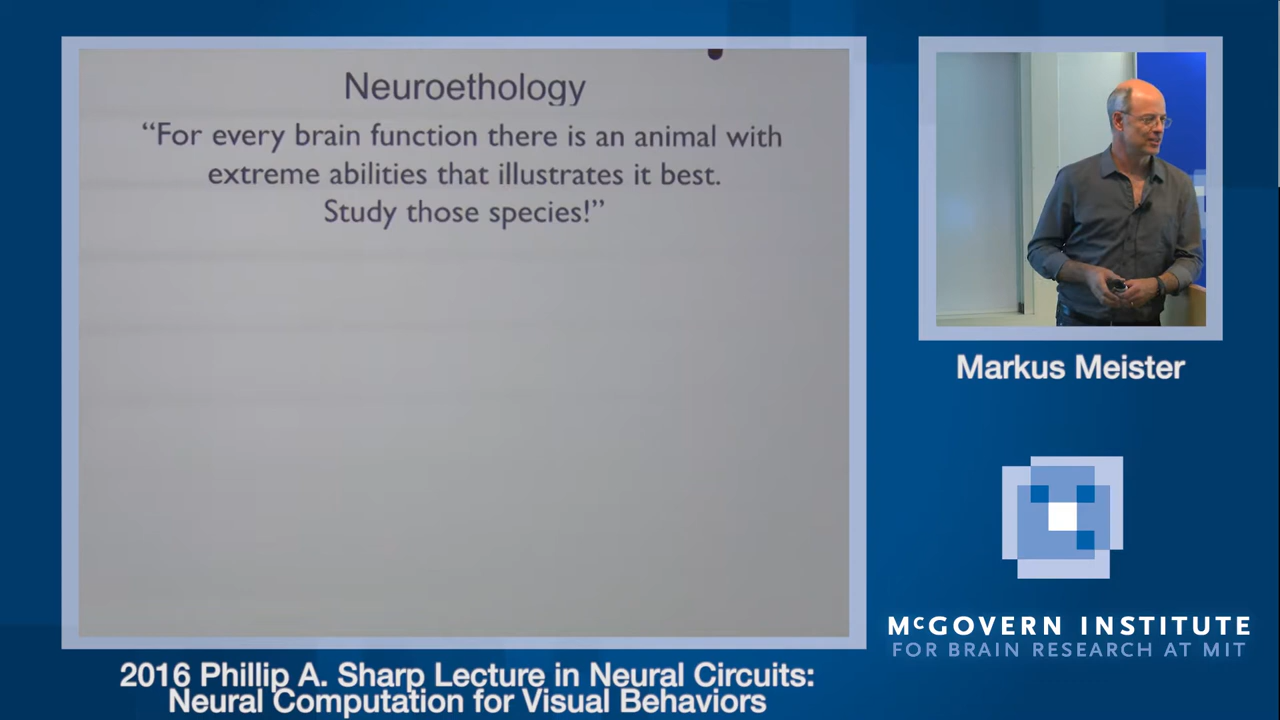 Neuroethology
“For every brain function there is an animal with
extreme abilities that illustrates it best.
Study those species!”
Markus Meister
McGOVERN INSTITUTE
FOR BRAIN RESEARCH AT MIT
2016 Phillip A. Sharp Lecture in Neural Circuits:
Neural Computation for Visual Behaviors